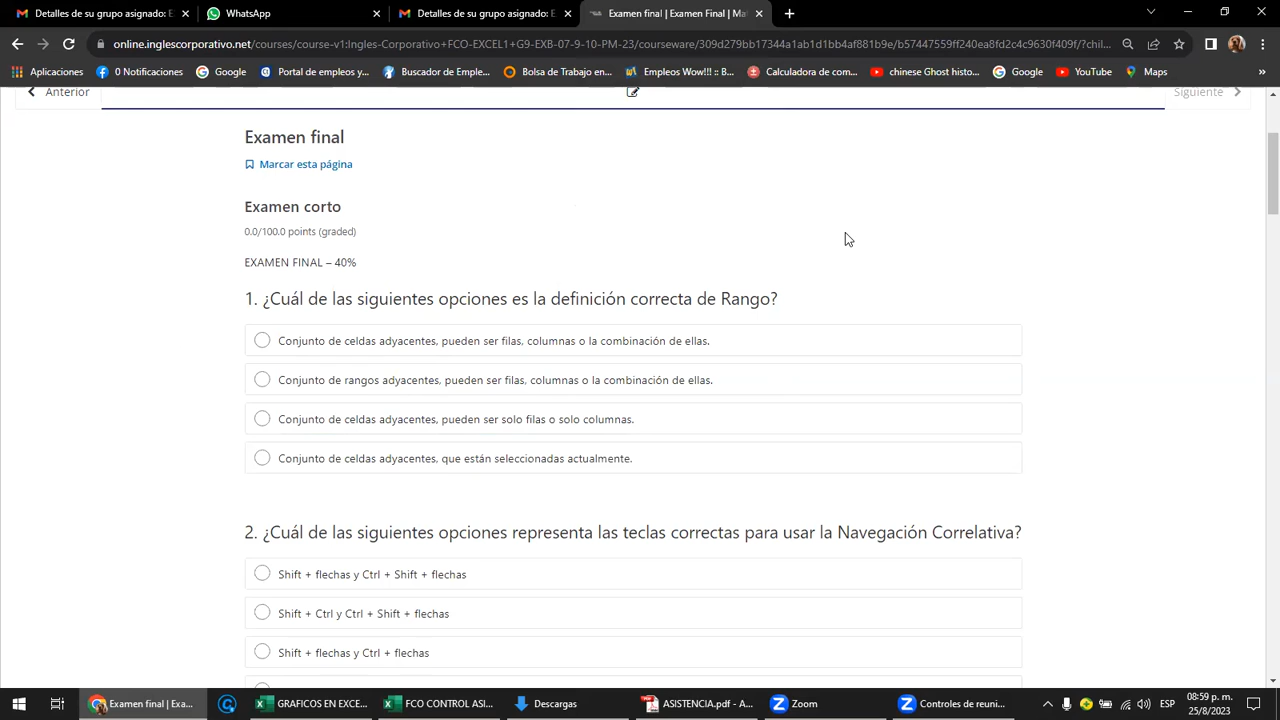 Detalles de su grupo asignado: E
WhatsApp
Detalles de su grupo asignado: E
Examen final | Examen Final | Ma
online.inglescorporativo.net/courses/course-v1:Ingles-Corporativo+FCO-EXCEL1+G9-EXB-07-9-10-PM-23/courseware/309d279bb17344a1ab1d1bb4af881b9e/b57447559ff240ea8fd2c4c9630f409f/?chil...
Aplicaciones
0 Notificaciones
Google
Portal de empleos y...
Buscador de Emple...
Bolsa de Trabajo en...
Empleos Wow!!! :: B...
Calculadora de com...
chinese Ghost histo...
Google
YouTube
Maps
Anterior
Siguiente
Examen final
Marcar esta página
Examen corto
0.0/100.0 points (graded)
EXAMEN FINAL – 40%
1. ¿Cuál de las siguientes opciones es la definición correcta de Rango?
Conjunto de celdas adyacentes, pueden ser filas, columnas o la combinación de ellas.
Conjunto de rangos adyacentes, pueden ser filas, columnas o la combinación de ellas.
Conjunto de celdas adyacentes, pueden ser solo filas o solo columnas.
Conjunto de celdas adyacentes, que están seleccionadas actualmente.
2. ¿Cuál de las siguientes opciones representa las teclas correctas para usar la Navegación Correlativa?
Shift + flechas y Ctrl + Shift + flechas
Shift + Ctrl y Ctrl + Shift + flechas
Shift + flechas y Ctrl + flechas
Examen final | Exa...
GRAFICOS EN EXCE...
FCO CONTROL ASI...
Descargas
ASISTENCIA.pdf - A...
Zoom
Controles de reuni...
ESP
08:59 p. m.
25/8/2023